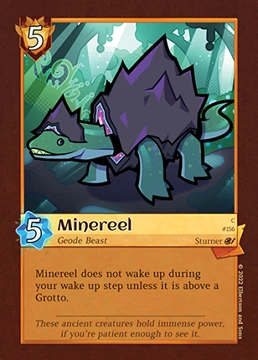 5
5
Minereel
C
#156
Geode Beast
Sturner
Minereel does not wake up during
your wake up step unless it is above a
Grotto.
These ancient creatures hold immense power,
if you're patient enough to see it.
© 2022 Elbertson and Sons